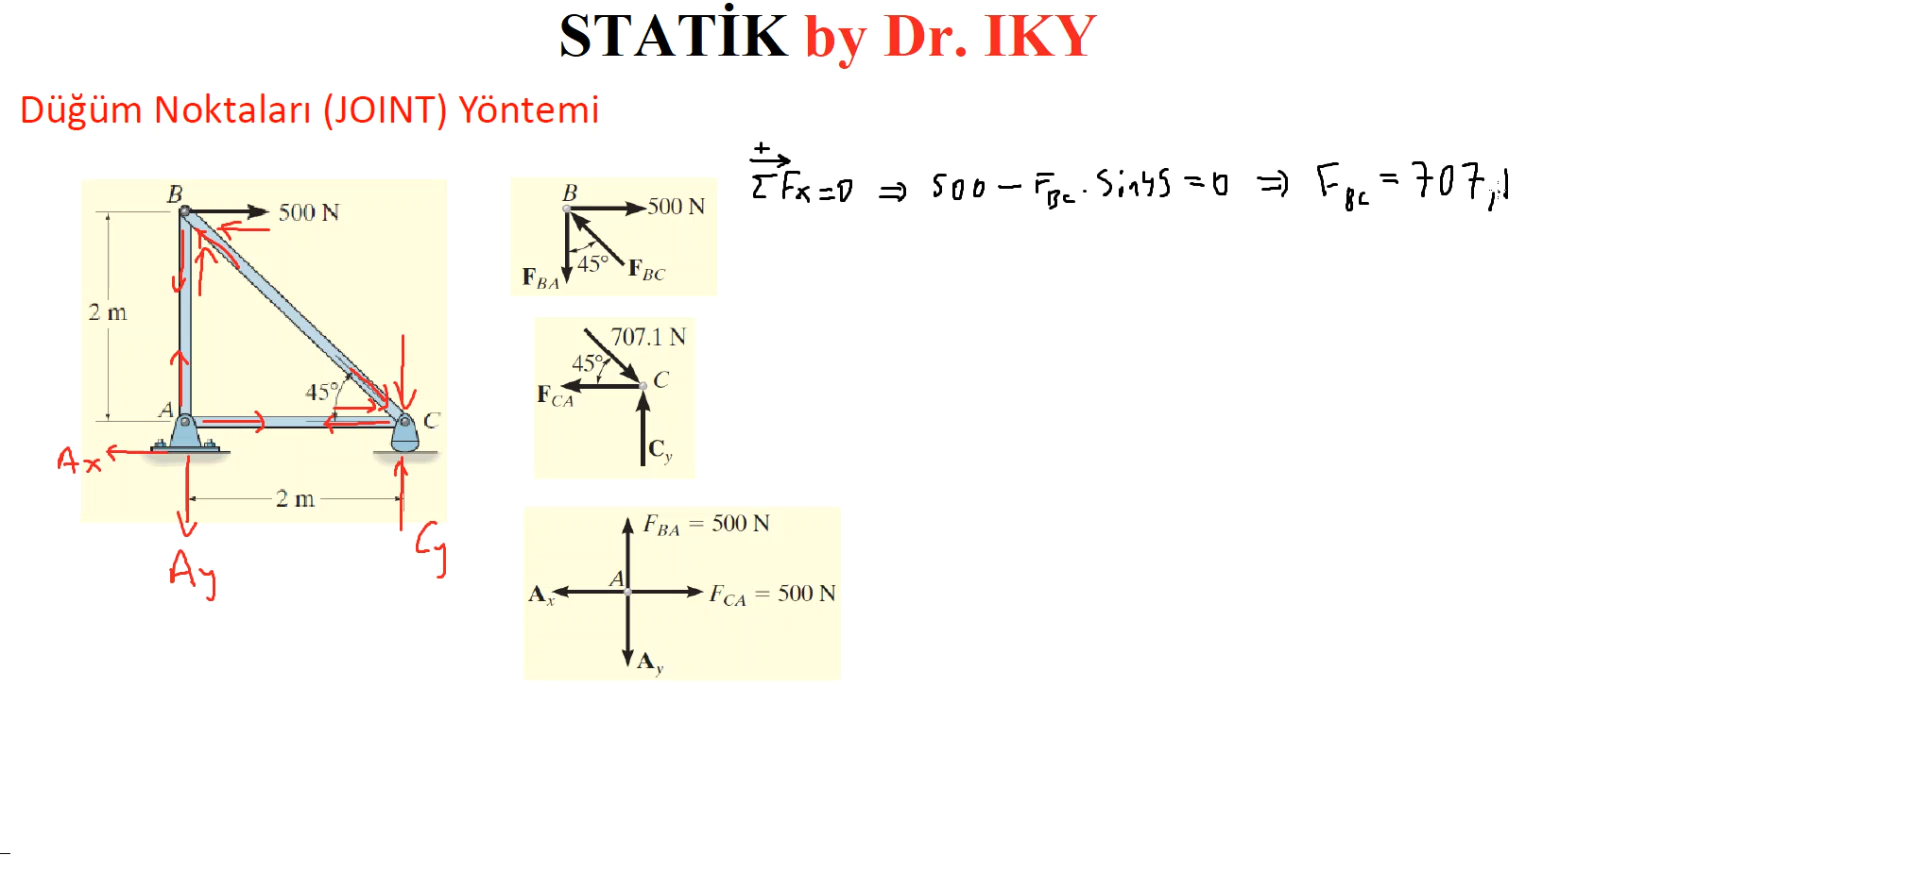 STATİK by Dr. IKY
Düğüm Noktaları (JOINT) Yöntemi
+
ΣFx=0 ⇒ 500 - FBC . Sin45 = 0 ⇒ FBC = 707,1
B
500 N
2 m
45°
A
C
Ax
2 m
Ay
Cy
B
500 N
45°
FBA
FBC
707.1 N
45°
C
FCA
Cy
FBA = 500 N
A
Ax
FCA = 500 N
Ay